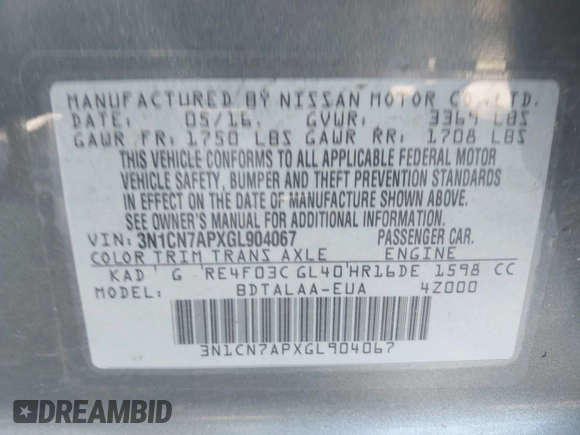 MANUFACTURED BY NISSAN MOTOR CO., LTD.
DATE: 05/16. GVWR: 3369 LBS
GAWR FR: 1750 LBS GAWR RR: 1708 LBS
THIS VEHICLE CONFORMS TO ALL APPLICABLE FEDERAL MOTOR
VEHICLE SAFETY, BUMPER AND THEFT PREVENTION STANDARDS
IN EFFECT ON THE DATE OF MANUFACTURE SHOWN ABOVE.
SEE OWNER'S MANUAL FOR ADDITIONAL INFORMATION.
VIN: 3N1CN7APXGL904067 PASSENGER CAR.
COLOR TRIM TRANS AXLE ENGINE
KAD G RE4F03C GL40 HR16DE 1598 CC
MODEL: BDTALAA-EUA 4Z000
3N1CN7APXGL904067
DREAMBID